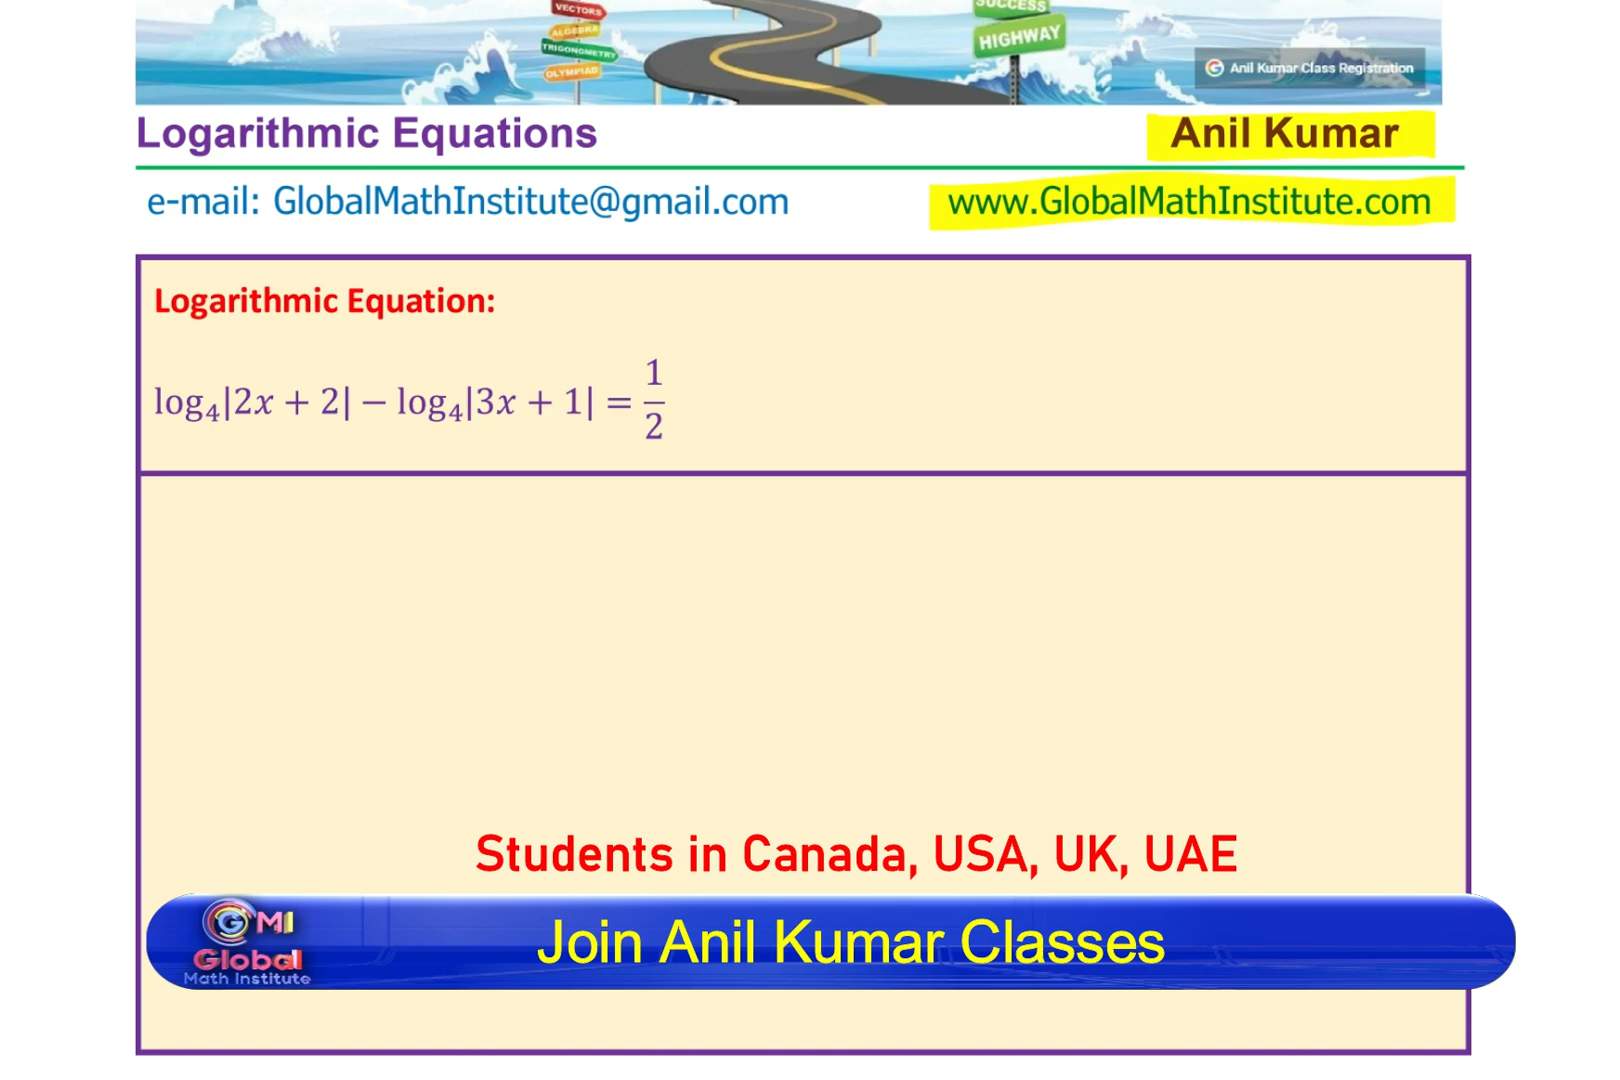 VECTORS
ALGEBRA
TRIGONOMETRY
OLYMPIAD
SUCCESS
HIGHWAY
Anil Kumar Class Registration
Logarithmic Equations
Anil Kumar
e-mail: GlobalMathInstitute@gmail.com
www.GlobalMathInstitute.com
Logarithmic Equation:
log₄|2x + 2| − log₄|3x + 1| = 1/2
Students in Canada, USA, UK, UAE
GMI
Global
Math Institute
Join Anil Kumar Classes